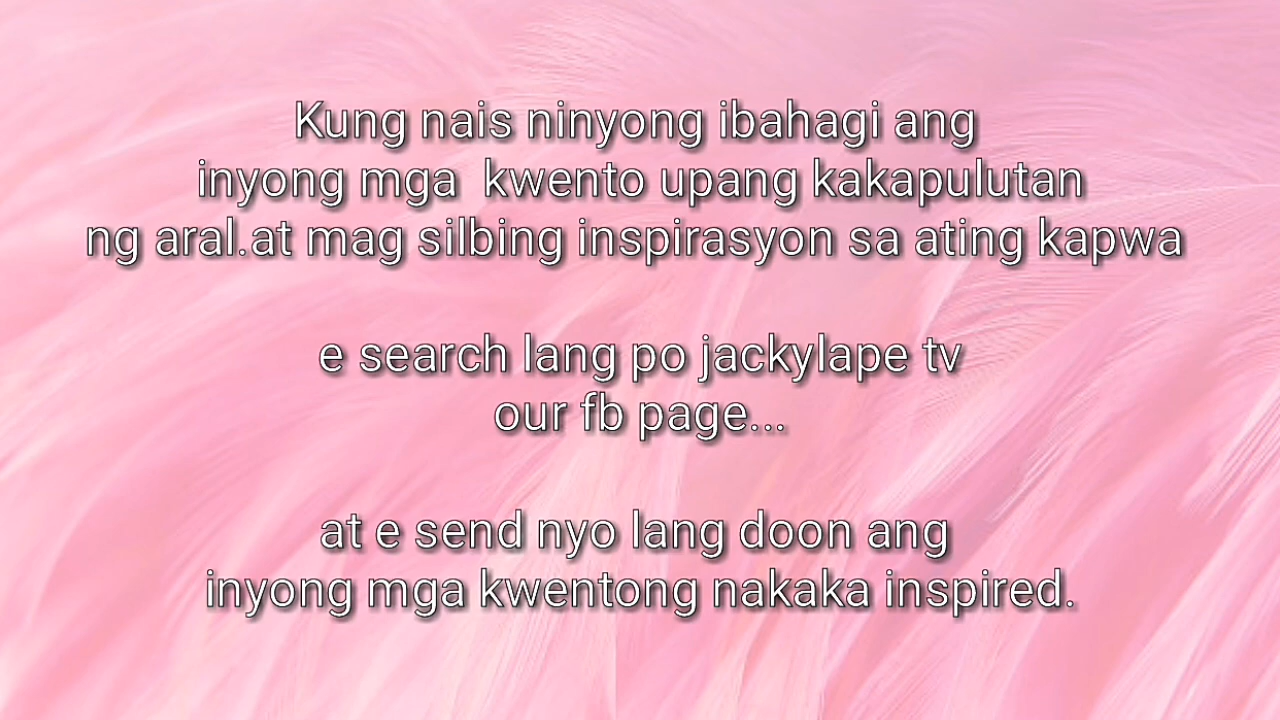 Kung nais ninyong ibahagi ang
inyong mga  kwento upang kakapulutan
ng aral.at mag silbing inspirasyon sa ating kapwa
e search lang po jackylape tv
our fb page...
at e send nyo lang doon ang
inyong mga kwentong nakaka inspired.